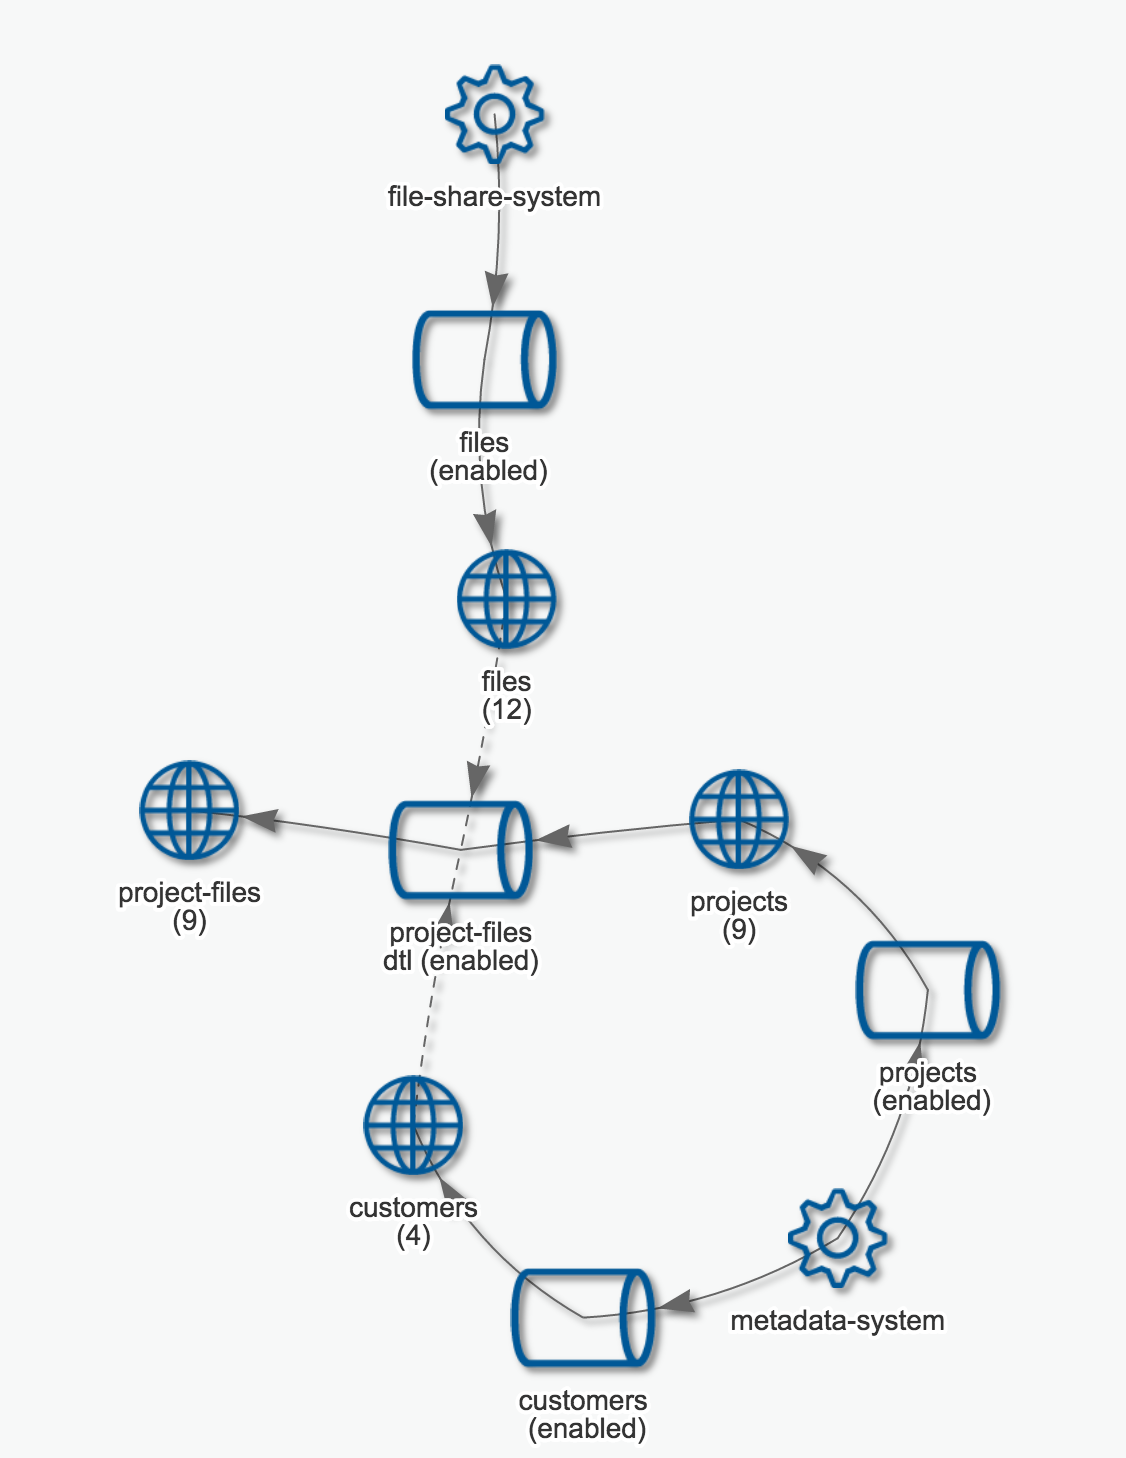 file-share-system
files
(enabled)
files
(12)
project-files
(9)
project-files
dtl (enabled)
projects
(9)
projects
(enabled)
customers
(4)
metadata-system
customers
(enabled)